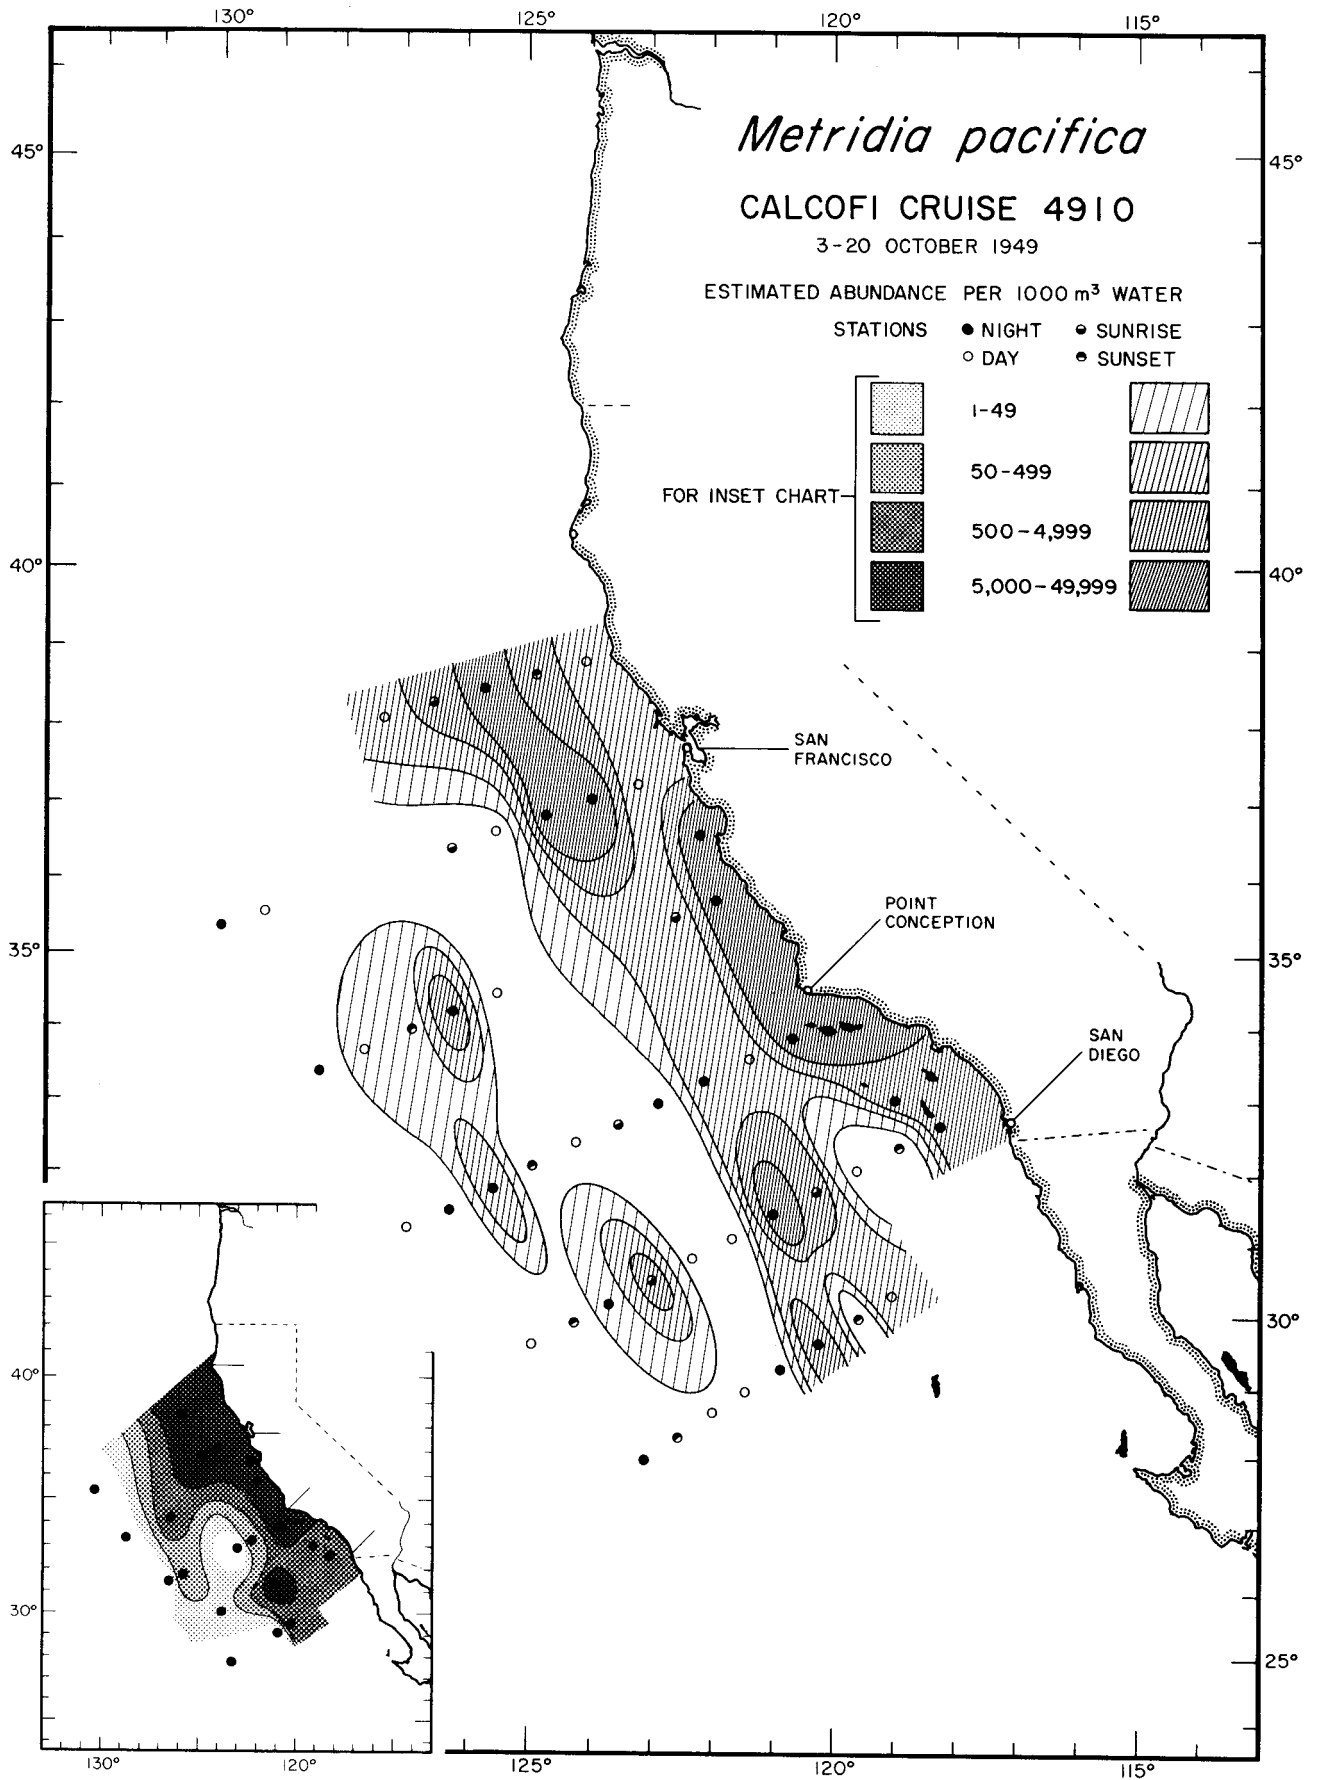 130° 125° 120° 115°
Metridia pacifica
45° 45°
CALCOFI CRUISE 4910
3-20 OCTOBER 1949
ESTIMATED ABUNDANCE PER 1000 m³ WATER
STATIONS ● NIGHT ◒ SUNRISE
○ DAY ◓ SUNSET
1-49
50-499
FOR INSET CHART
500-4,999
40° 40°
5,000-49,999
SAN
FRANCISCO
POINT
CONCEPTION
35° 35°
SAN
DIEGO
30°
40°
30°
25°
130° 120° 125° 120° 115°